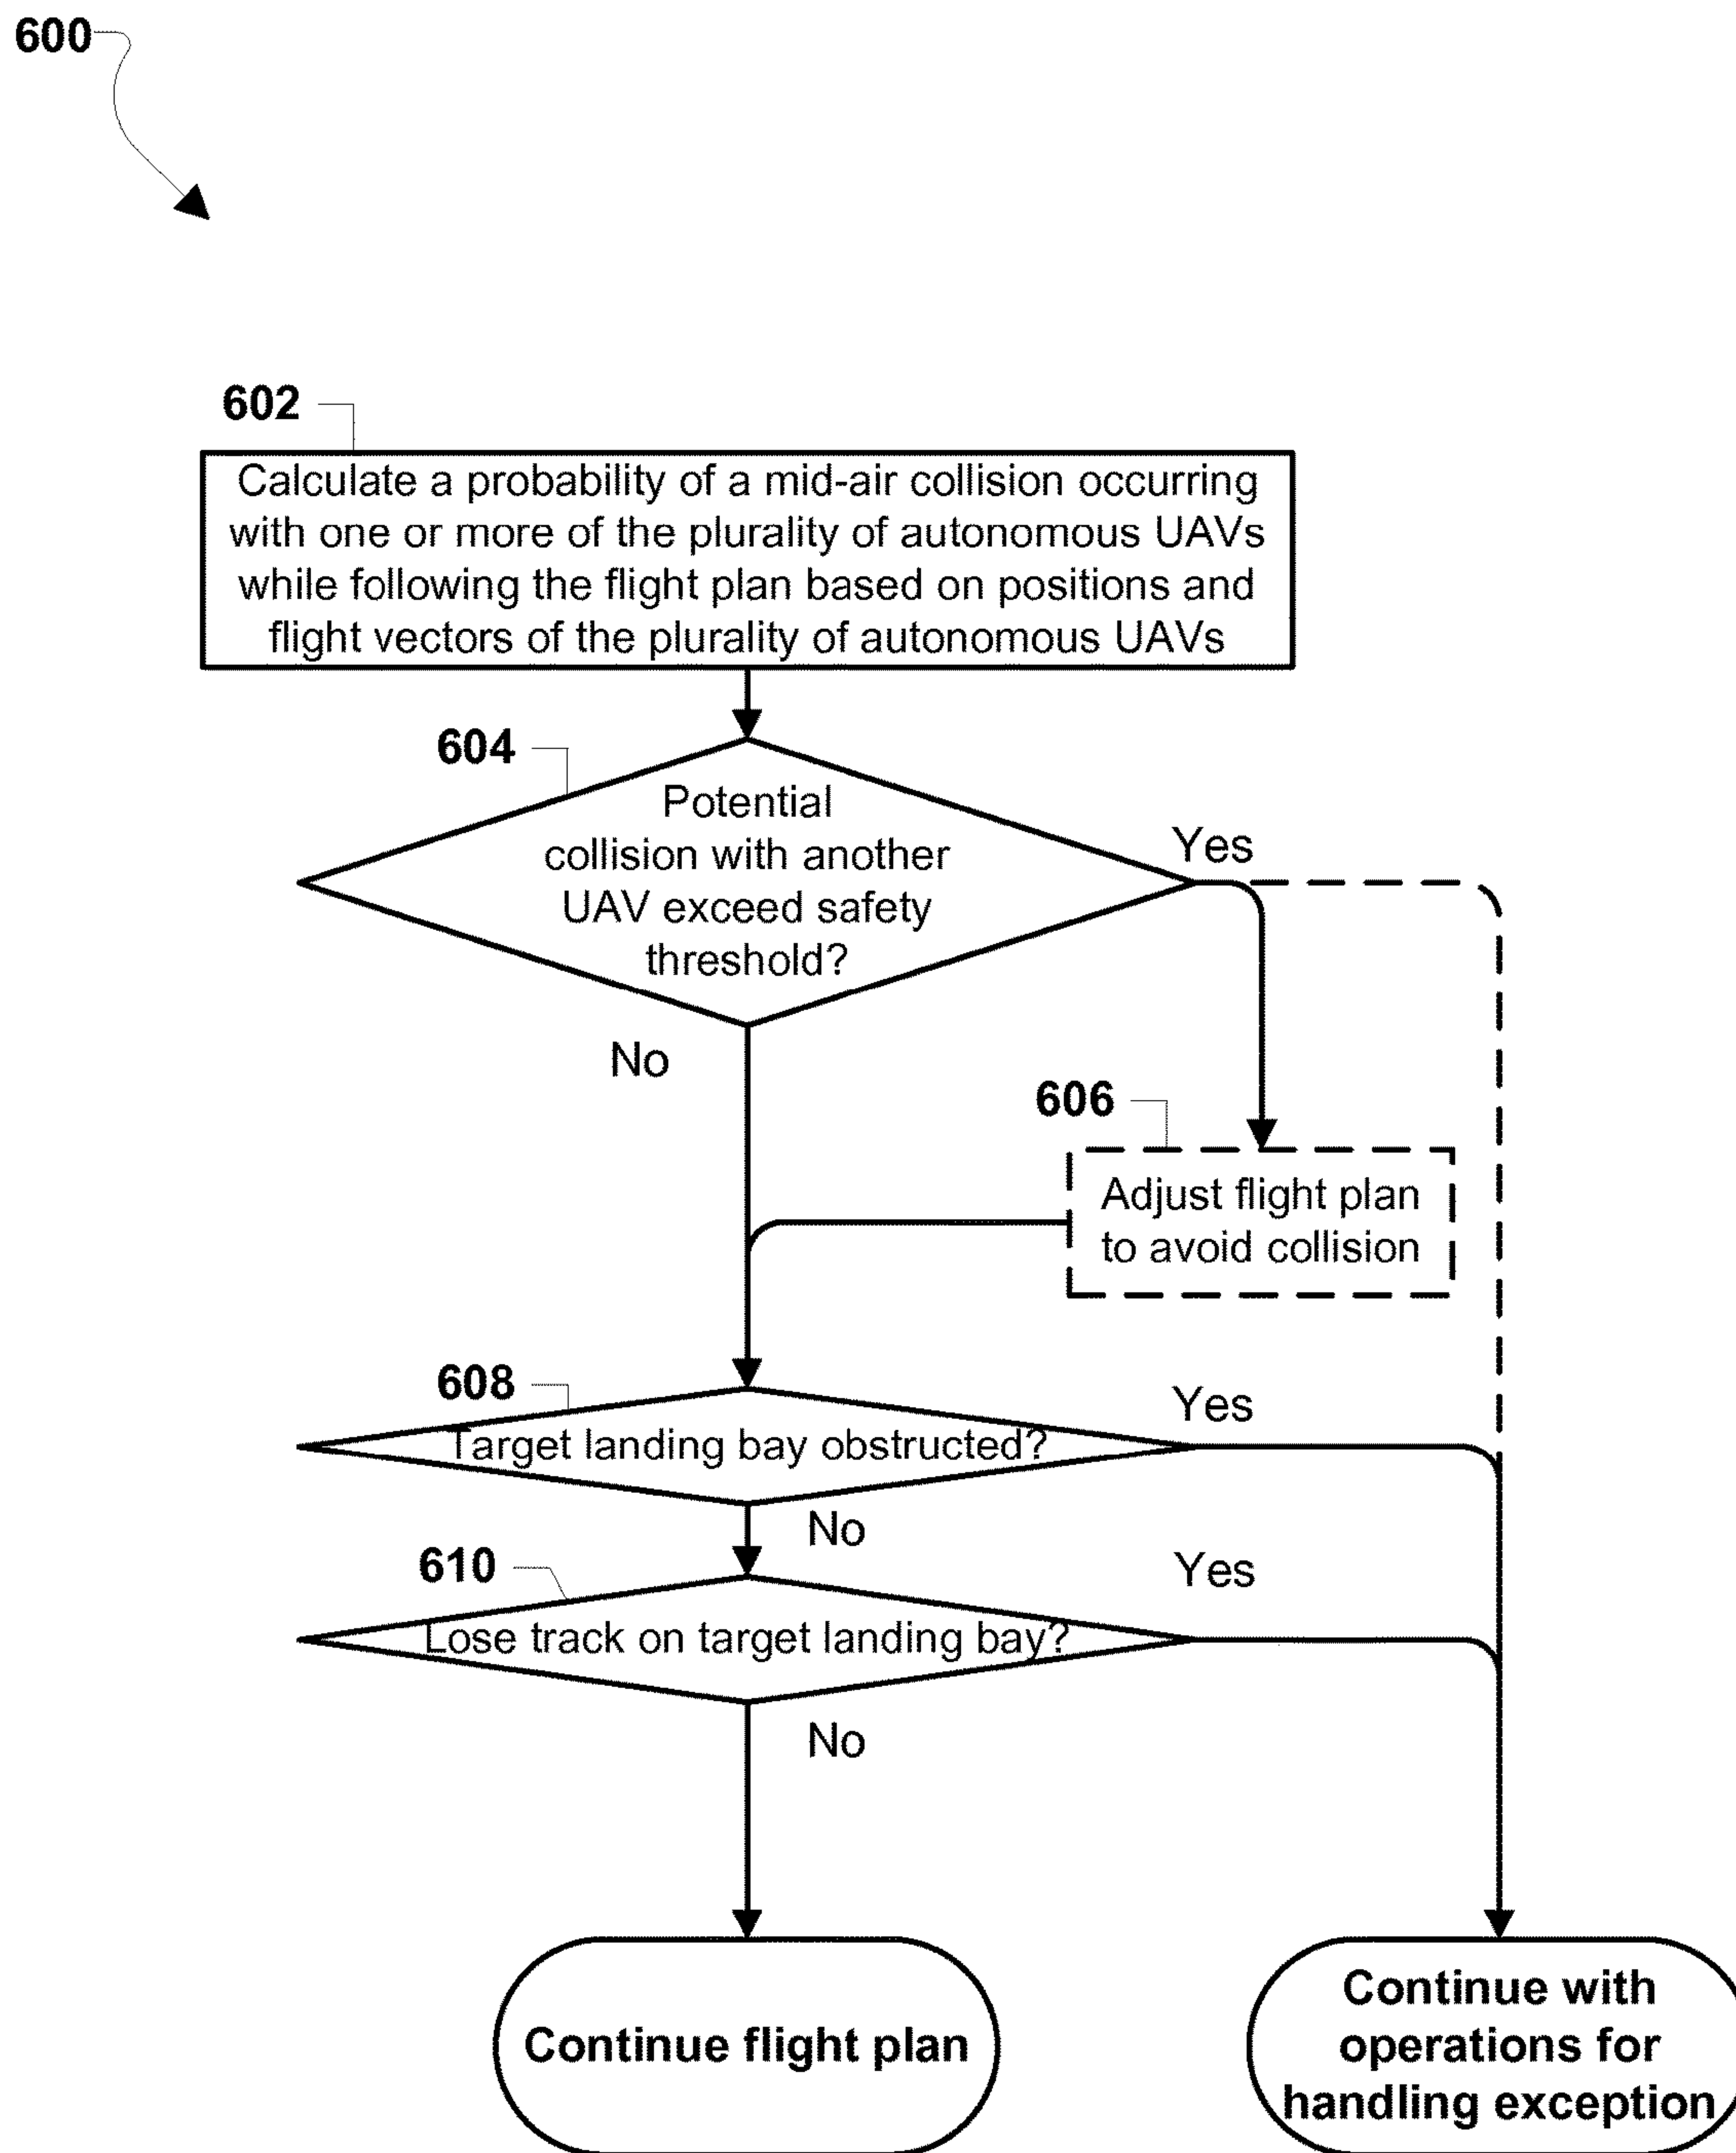 600
602
Calculate a probability of a mid-air collision occurring
with one or more of the plurality of autonomous UAVs
while following the flight plan based on positions and
flight vectors of the plurality of autonomous UAVs
604
Potential
collision with another
UAV exceed safety
threshold?
Yes
No
606
Adjust flight plan
to avoid collision
608
Target landing bay obstructed?
Yes
No
610
Lose track on target landing bay?
Yes
No
Continue flight plan
Continue with
operations for
handling exception